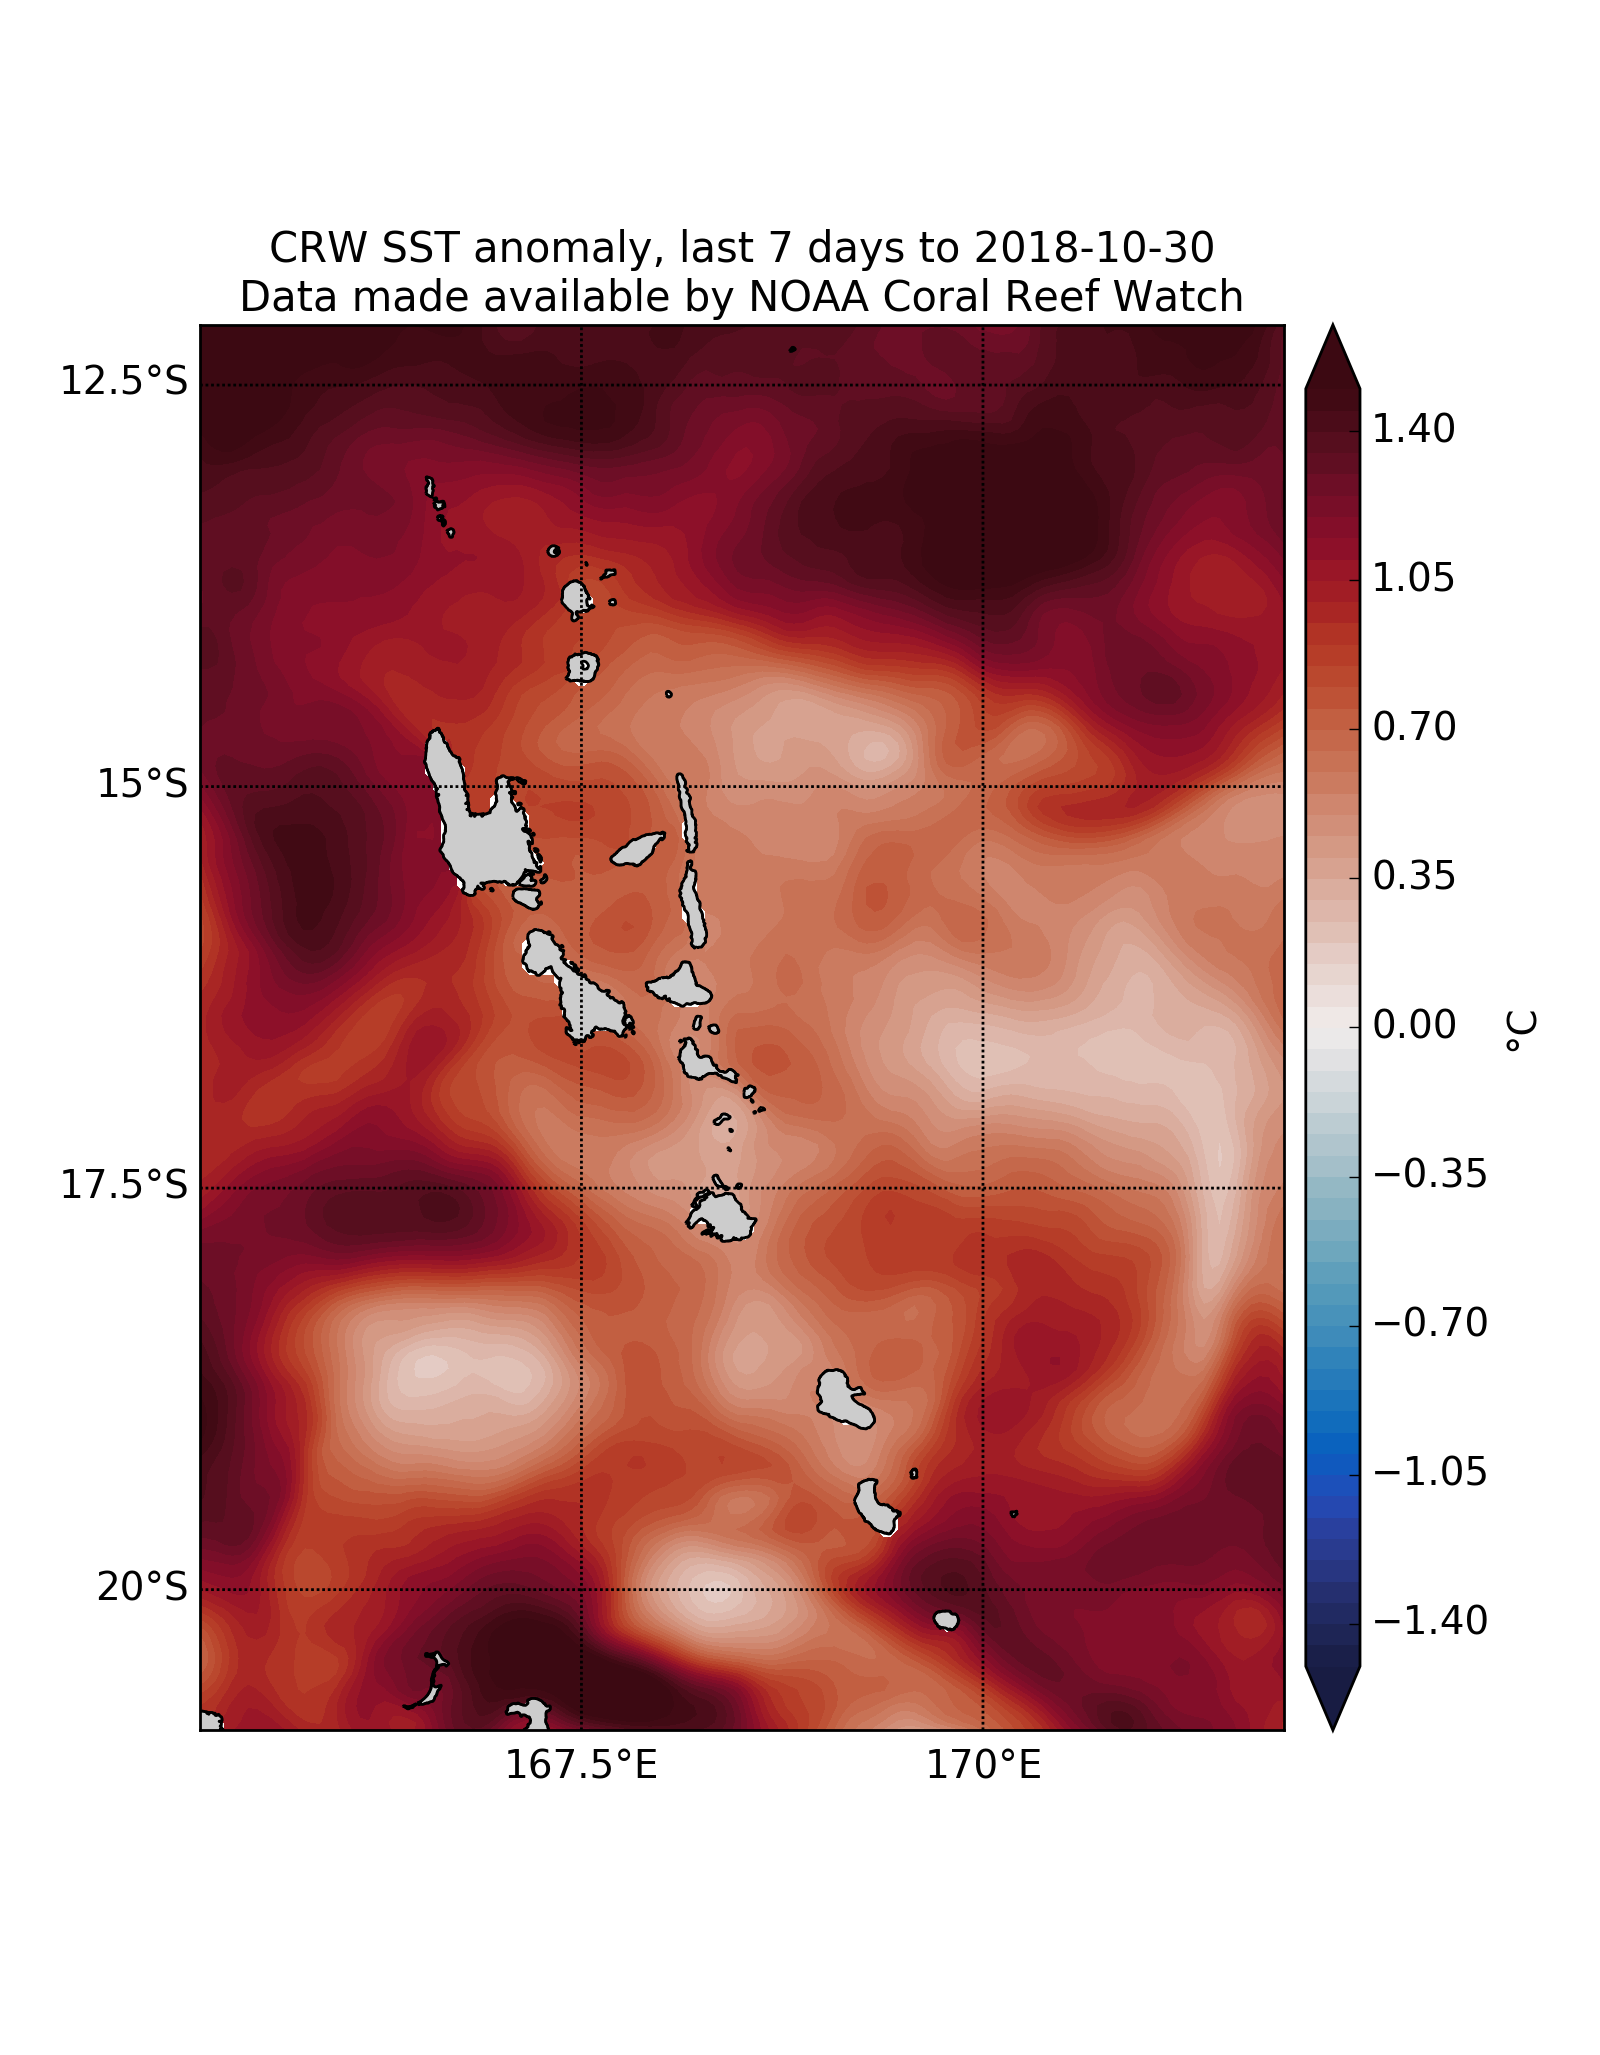 CRW SST anomaly, last 7 days to 2018-10-30
Data made available by NOAA Coral Reef Watch
12.5°S
15°S
17.5°S
20°S
167.5°E
170°E
1.40
1.05
0.70
0.35
0.00
−0.35
−0.70
−1.05
−1.40
°C